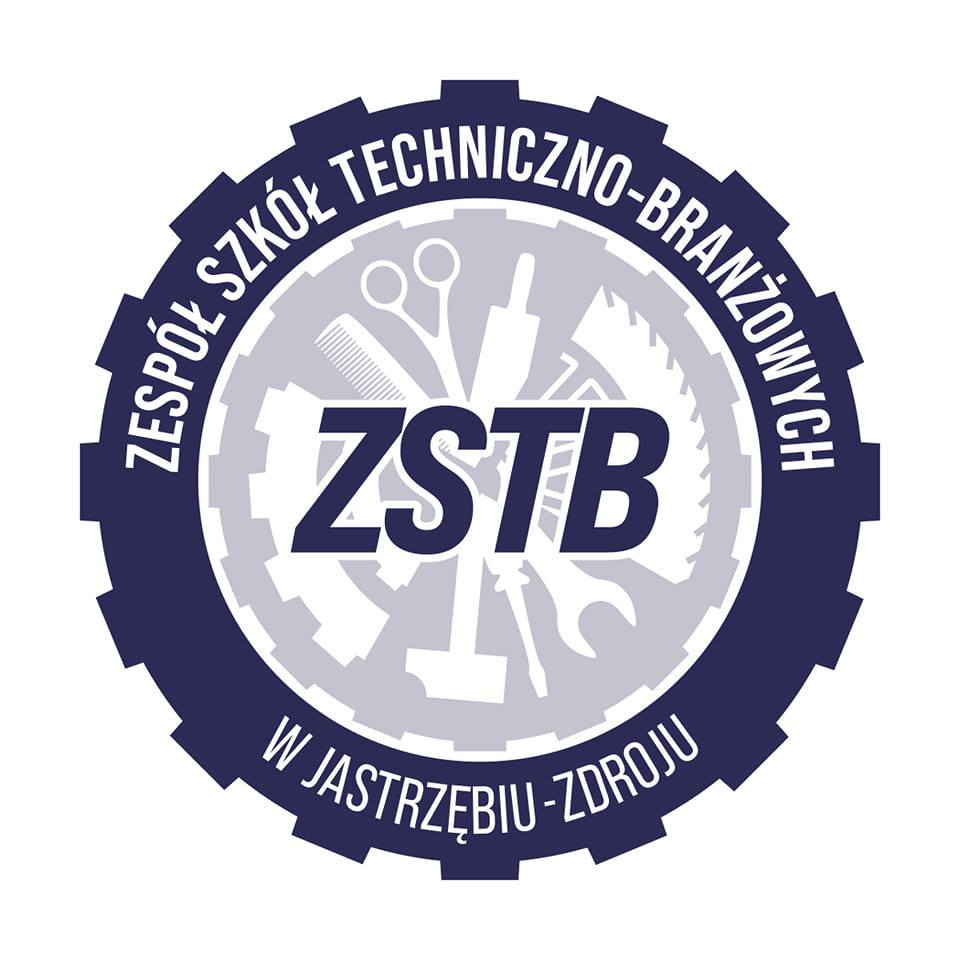 ZESPÓŁ SZKÓŁ TECHNICZNO-BRANŻOWYCH
ZSTB
W JASTRZĘBIU-ZDROJU